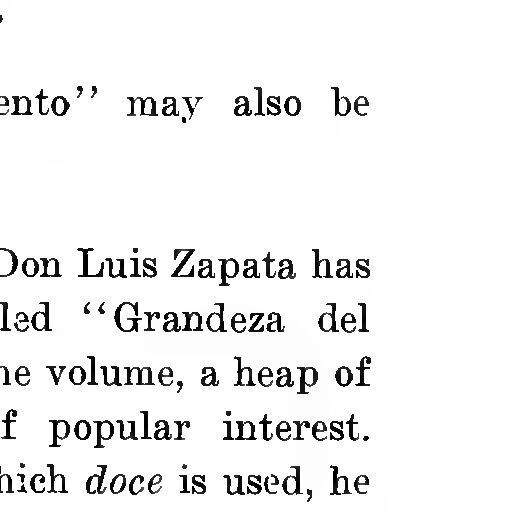 ento” may also be
Don Luis Zapata has
led “Grandeza del
ne volume, a heap of
f popular interest.
hich doce is used, he